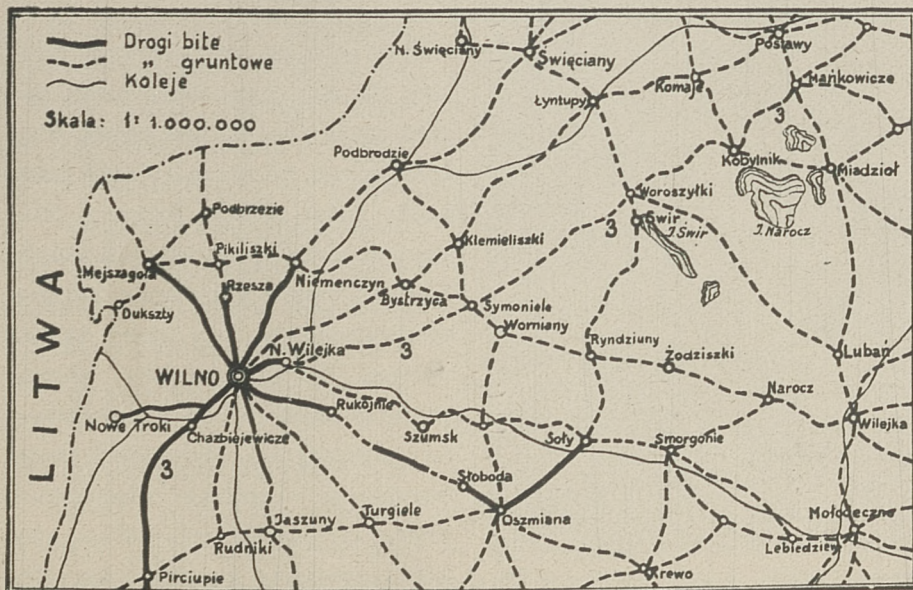 Drogi bite
" gruntowe
Koleje
Skala: 1: 1.000.000
N. Święciany
Święciany
Postawy
Komaje
Mańkowicze
Łyntupy
3
Podbrodzie
Kobylnik
Miadzioł
Woroszyłki
Świr
J. Świr
J. Narocz
3
Podbrzezie
Klemieliszki
Pikiliszki
Mejszagoła
Niemenczyn
Rzesza
Bystrzyca
Symoniele
Dukszty
Worniany
LITWA
N. Wilejka
3
Ryndziuny
Żodziszki
Lubań
WILNO
Narocz
Rukojnie
Nowe Troki
Chazbiejewicze
Szumsk
Soły
Smorgonie
Wilejka
3
Słoboda
Oszmiana
Turgiele
Jaszuny
Rudniki
Mołodeczno
Lebiedziew
Pirciupie
Krewo